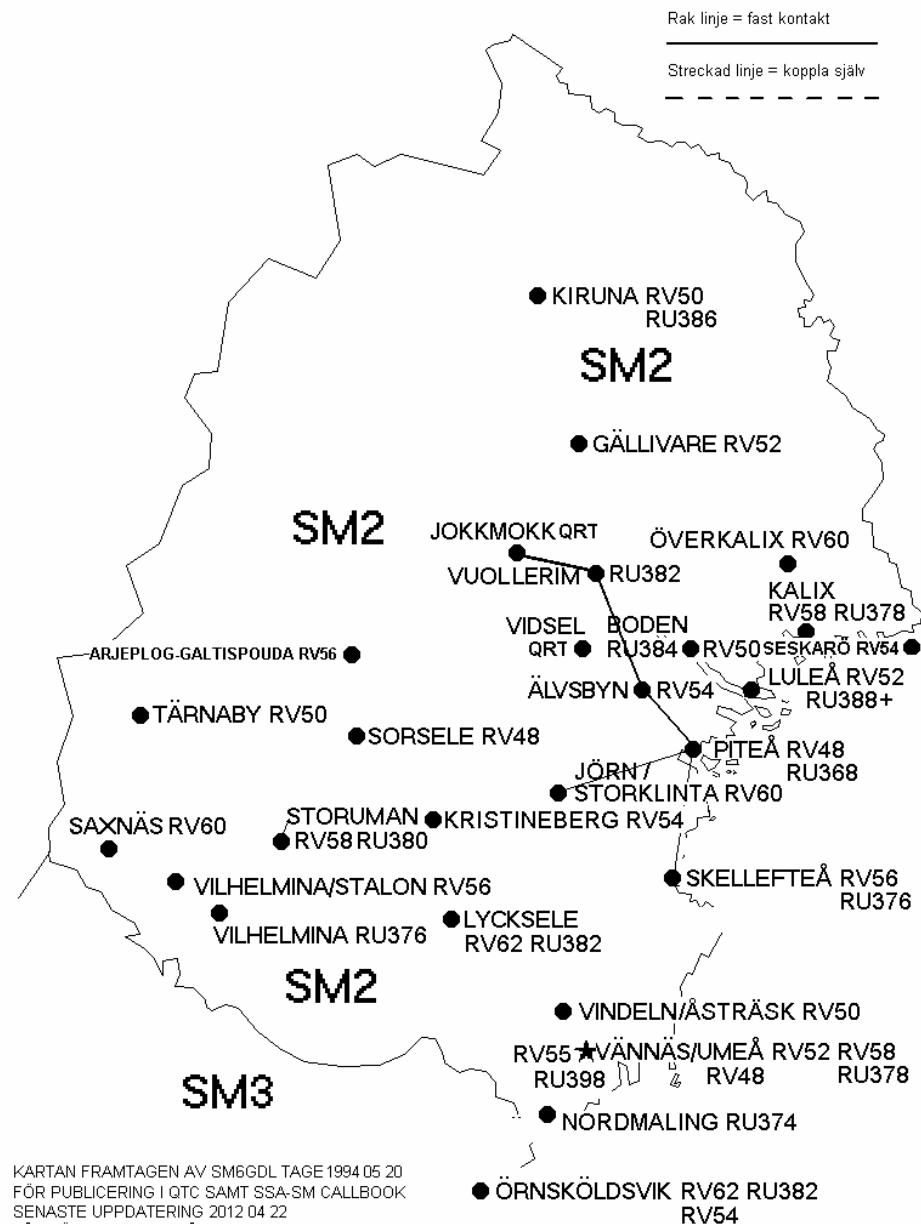 Rak linje = fast kontakt
Streckad linje = koppla själv
KIRUNA RV50
RU386
SM2
GÄLLIVARE RV52
SM2
JOKKMOKK QRT
ÖVERKALIX RV60
VUOLLERIM RU382
KALIX
RV58 RU378
VIDSEL
QRT
BODEN
RU384 RV50
SESKARÖ RV54
ARJEPLOG-GALTISPOUDA RV56
ÄLVSBYN RV54
LULEÅ RV52
RU388+
TÄRNABY RV50
SORSELE RV48
PITEÅ RV48
RU368
JÖRN /
STORKLINTA RV60
STORUMAN
RV58 RU380
KRISTINEBERG RV54
SAXNÄS RV60
VILHELMINA/STALON RV56
SKELLEFTEÅ RV56
RU376
VILHELMINA RU376
LYCKSELE
RV62 RU382
SM2
VINDELN/ÅSTRÄSK RV50
RV55 VÄNNÄS/UMEÅ RV52 RV58
RU398 RV48 RU378
SM3
NORDMALING RU374
KARTAN FRAMTAGEN AV SM6GDL TAGE 1994 05 20
FÖR PUBLICERING I QTC SAMT SSA-SM CALLBOOK
SENASTE UPPDATERING 2012 04 22
ÖRNSKÖLDSVIK RV62 RU382
RV54